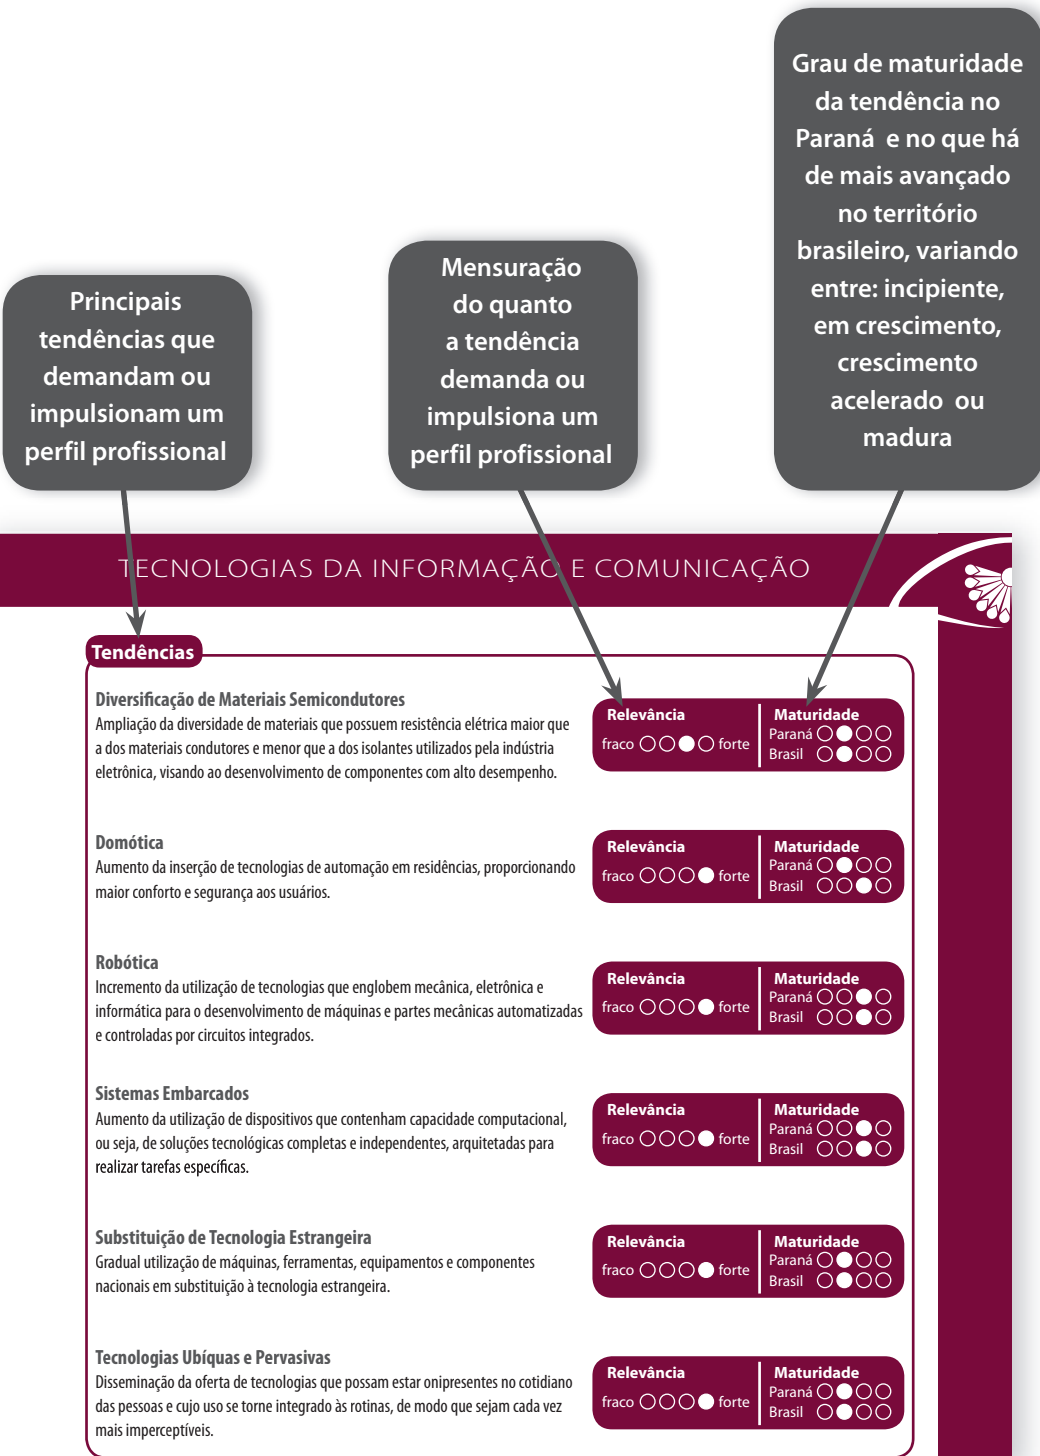 Grau de maturidade
da tendência no
Paraná e no que há
de mais avançado
no território
brasileiro, variando
entre: incipiente,
em crescimento,
crescimento
acelerado ou
madura
Mensuração
do quanto
a tendência
demanda ou
impulsiona um
perfil profissional
Principais
tendências que
demandam ou
impulsionam um
perfil profissional
TECNOLOGIAS DA INFORMAÇÃO E COMUNICAÇÃO
Tendências
Diversificação de Materiais Semicondutores
Ampliação da diversidade de materiais que possuem resistência elétrica maior que
a dos materiais condutores e menor que a dos isolantes utilizados pela indústria
eletrônica, visando ao desenvolvimento de componentes com alto desempenho.
Relevância
fraco forte
Maturidade
Paraná
Brasil
Domótica
Aumento da inserção de tecnologias de automação em residências, proporcionando
maior conforto e segurança aos usuários.
Relevância
fraco forte
Maturidade
Paraná
Brasil
Robótica
Incremento da utilização de tecnologias que englobem mecânica, eletrônica e
informática para o desenvolvimento de máquinas e partes mecânicas automatizadas
e controladas por circuitos integrados.
Relevância
fraco forte
Maturidade
Paraná
Brasil
Sistemas Embarcados
Aumento da utilização de dispositivos que contenham capacidade computacional,
ou seja, de soluções tecnológicas completas e independentes, arquitetadas para
realizar tarefas específicas.
Relevância
fraco forte
Maturidade
Paraná
Brasil
Substituição de Tecnologia Estrangeira
Gradual utilização de máquinas, ferramentas, equipamentos e componentes
nacionais em substituição à tecnologia estrangeira.
Relevância
fraco forte
Maturidade
Paraná
Brasil
Tecnologias Ubíquas e Pervasivas
Disseminação da oferta de tecnologias que possam estar onipresentes no cotidiano
das pessoas e cujo uso se torne integrado às rotinas, de modo que sejam cada vez
mais imperceptíveis.
Relevância
fraco forte
Maturidade
Paraná
Brasil